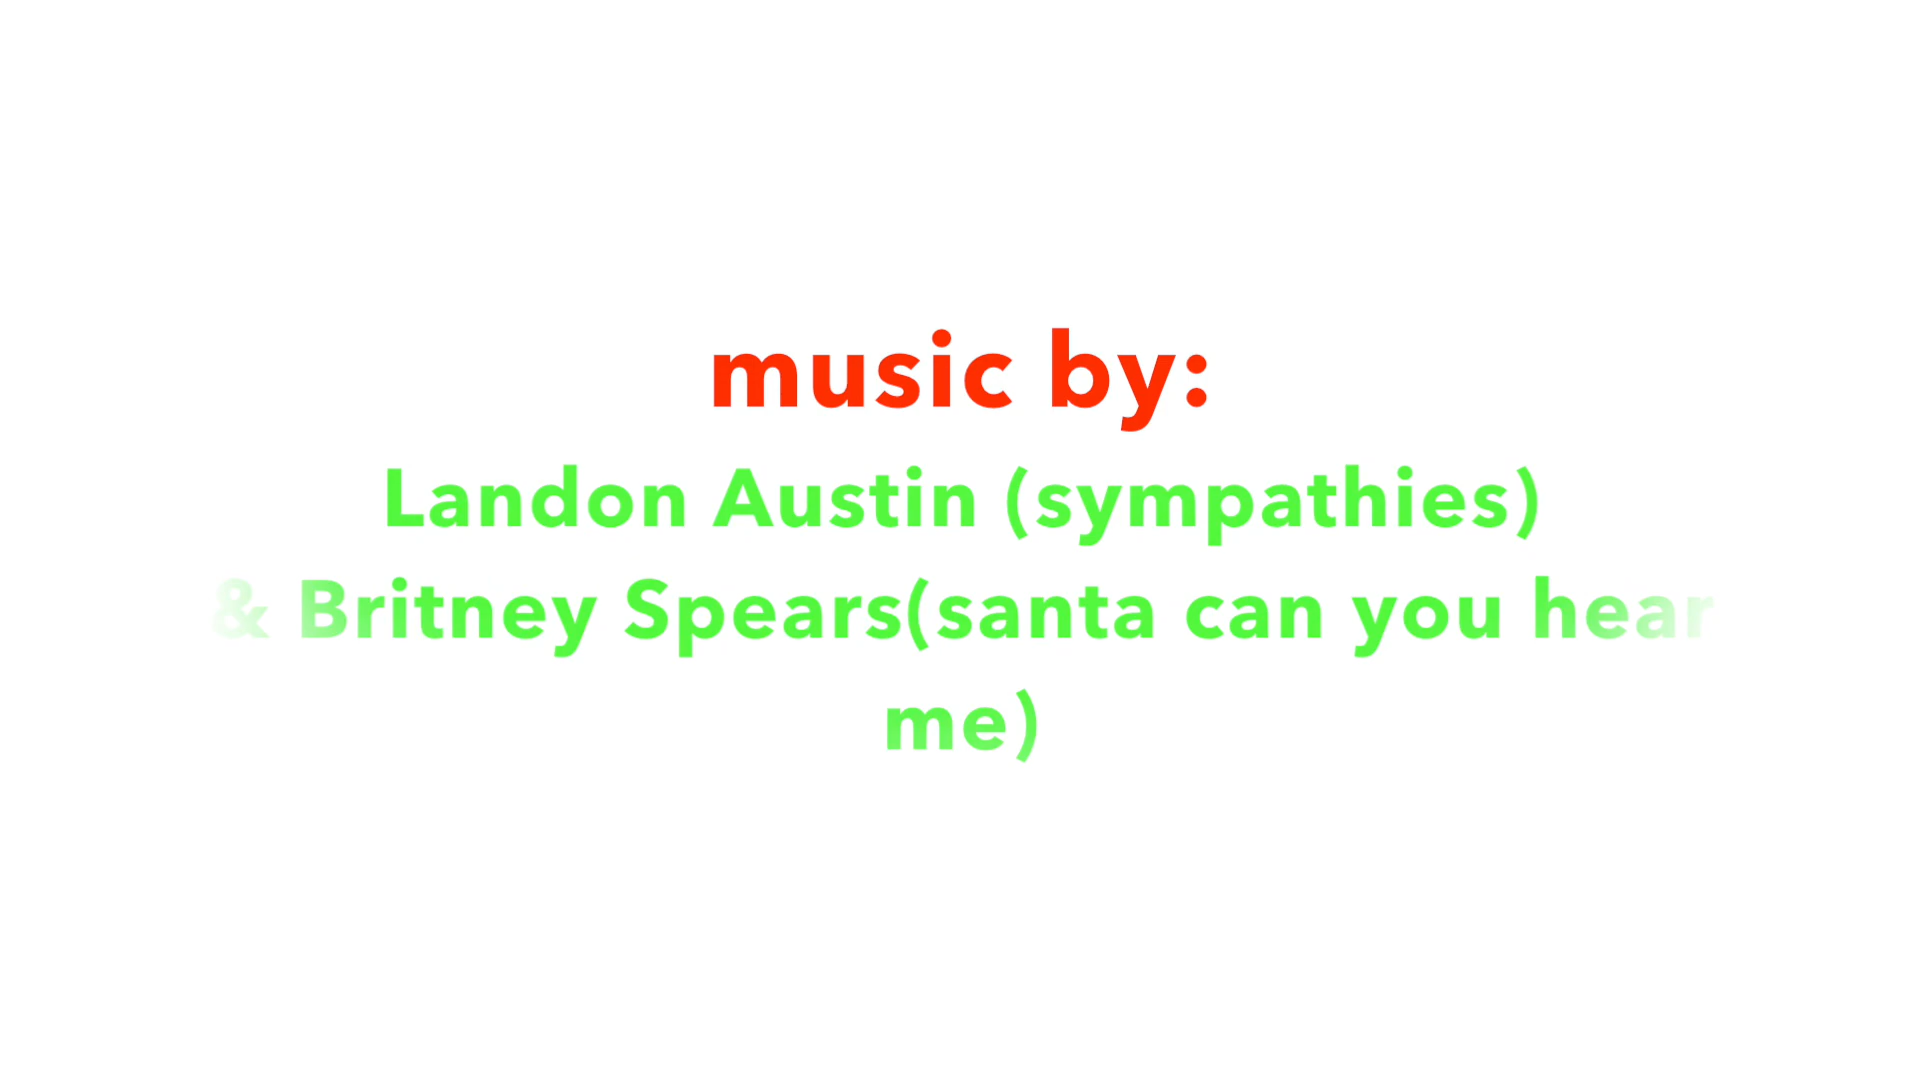 music by:
Landon Austin (sympathies)
& Britney Spears(santa can you hear
me)